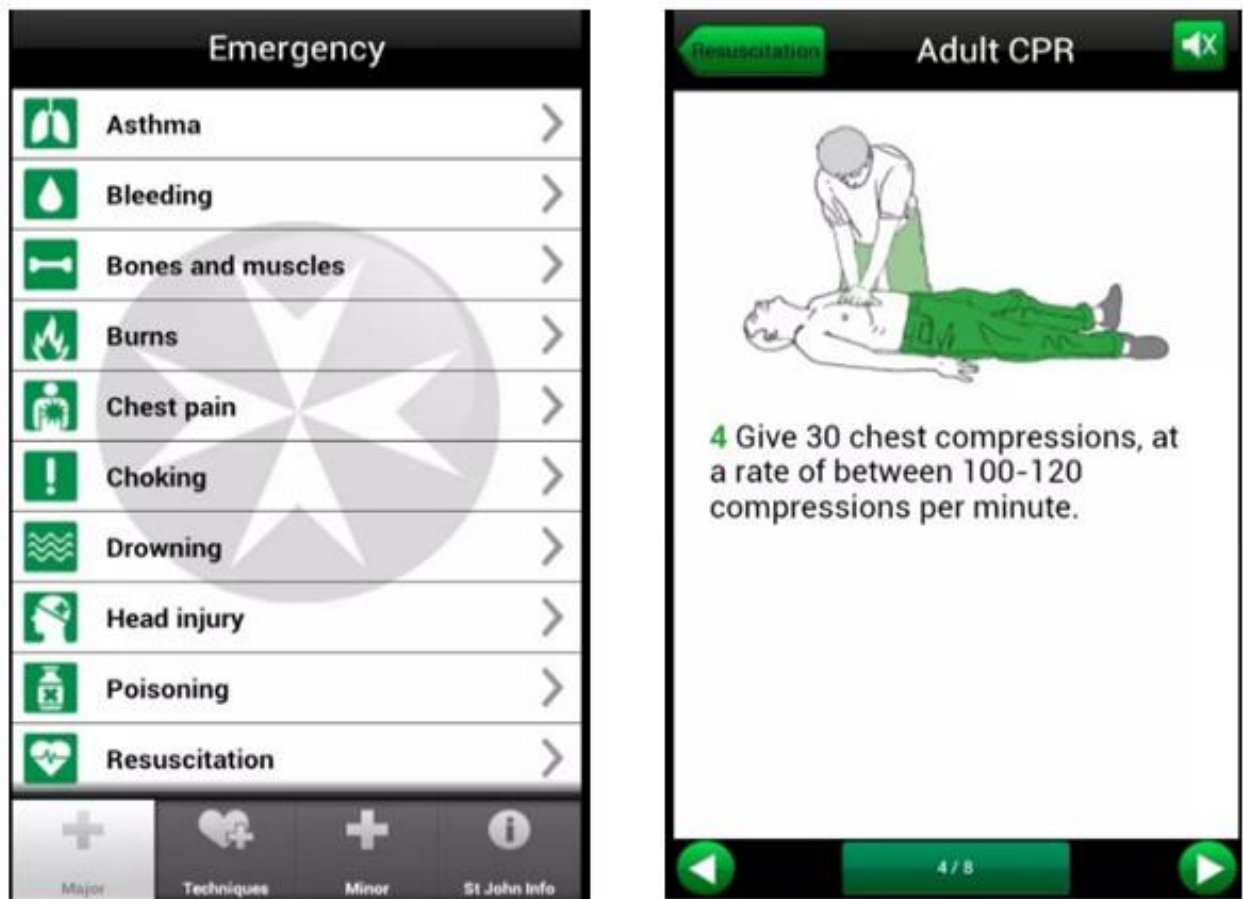 Emergency
Asthma
Bleeding
Bones and muscles
Burns
Chest pain
Choking
Drowning
Head injury
Poisoning
Resuscitation
Major
Techniques
Minor
St John Info
Resuscitation
Adult CPR
4 Give 30 chest compressions, at
a rate of between 100-120
compressions per minute.
4 / 8